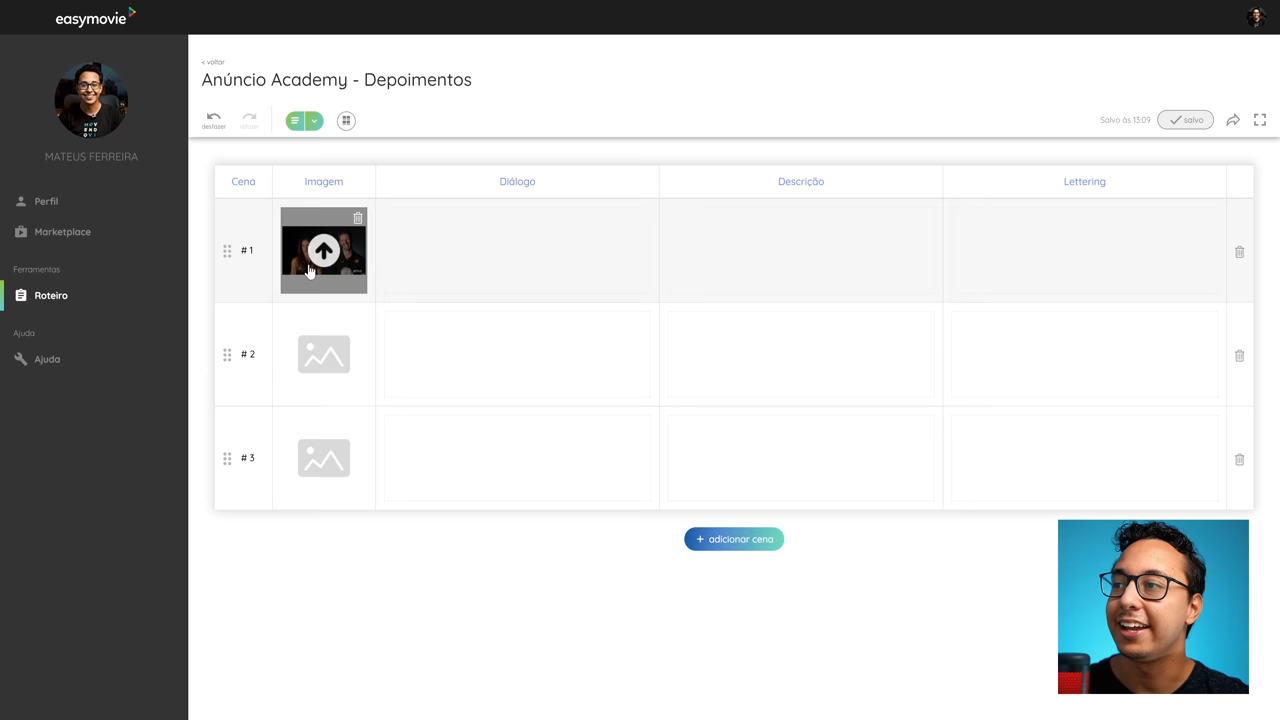 easymovie
MATEUS FERREIRA
Perfil
Marketplace
Ferramentas
Roteiro
Ajuda
Ajuda
< voltar
Anúncio Academy - Depoimentos
desfazer
refazer
Salvo às 13:09
salvo
Cena
Imagem
Diálogo
Descrição
Lettering
# 1
# 2
# 3
+ adicionar cena